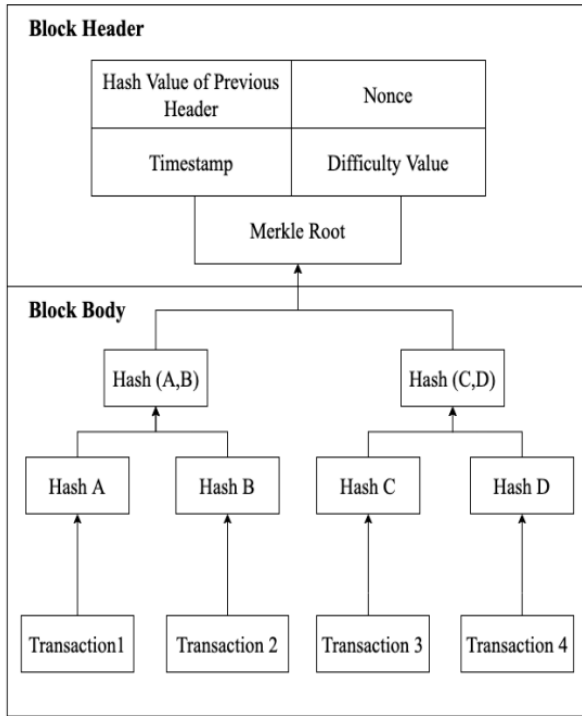 Block Header
Hash Value of Previous
Header
Nonce
Timestamp
Difficulty Value
Merkle Root
Block Body
Hash (A,B)
Hash (C,D)
Hash A
Hash B
Hash C
Hash D
Transaction1
Transaction 2
Transaction 3
Transaction 4